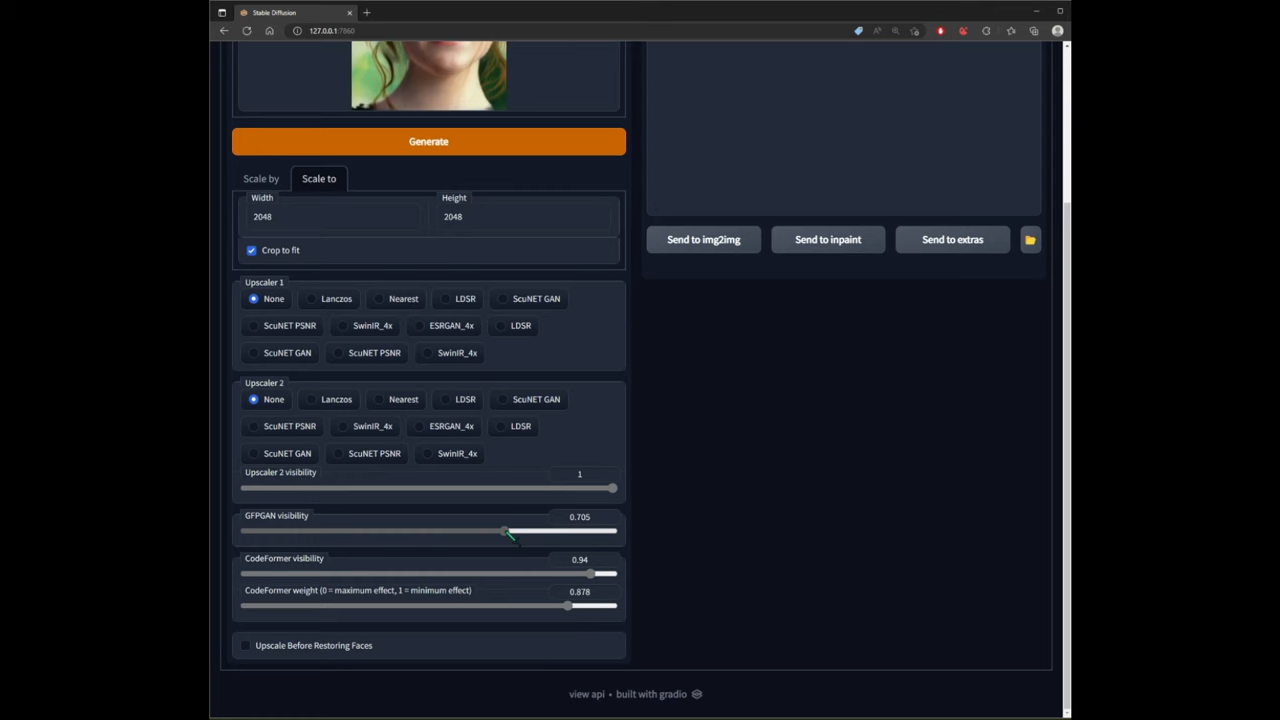 Stable Diffusion
127.0.0.1:7860
Generate
Scale by Scale to
Width Height
2048 2048
Crop to fit
Send to img2img Send to inpaint Send to extras
Upscaler 1
None Lanczos Nearest LDSR ScuNET GAN
ScuNET PSNR SwinIR_4x ESRGAN_4x LDSR
ScuNET GAN ScuNET PSNR SwinIR_4x
Upscaler 2
None Lanczos Nearest LDSR ScuNET GAN
ScuNET PSNR SwinIR_4x ESRGAN_4x LDSR
ScuNET GAN ScuNET PSNR SwinIR_4x
Upscaler 2 visibility 1
GFPGAN visibility 0.705
CodeFormer visibility 0.94
CodeFormer weight (0 = maximum effect, 1 = minimum effect) 0.878
Upscale Before Restoring Faces
view api • built with gradio